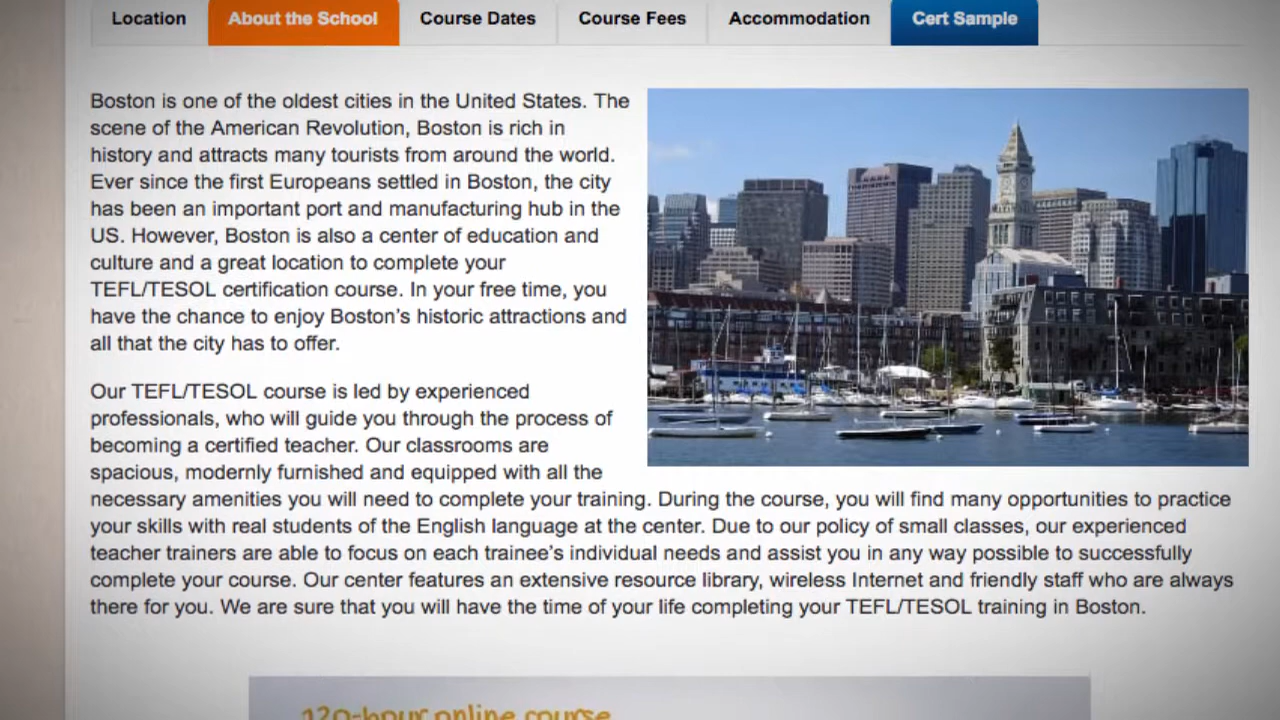 Location About the School Course Dates Course Fees Accommodation Cert Sample
Boston is one of the oldest cities in the United States. The
scene of the American Revolution, Boston is rich in
history and attracts many tourists from around the world.
Ever since the first Europeans settled in Boston, the city
has been an important port and manufacturing hub in the
US. However, Boston is also a center of education and
culture and a great location to complete your
TEFL/TESOL certification course. In your free time, you
have the chance to enjoy Boston's historic attractions and
all that the city has to offer.
Our TEFL/TESOL course is led by experienced
professionals, who will guide you through the process of
becoming a certified teacher. Our classrooms are
spacious, modernly furnished and equipped with all the
necessary amenities you will need to complete your training. During the course, you will find many opportunities to practice
your skills with real students of the English language at the center. Due to our policy of small classes, our experienced
teacher trainers are able to focus on each trainee's individual needs and assist you in any way possible to successfully
complete your course. Our center features an extensive resource library, wireless Internet and friendly staff who are always
there for you. We are sure that you will have the time of your life completing your TEFL/TESOL training in Boston.
120-hour online course